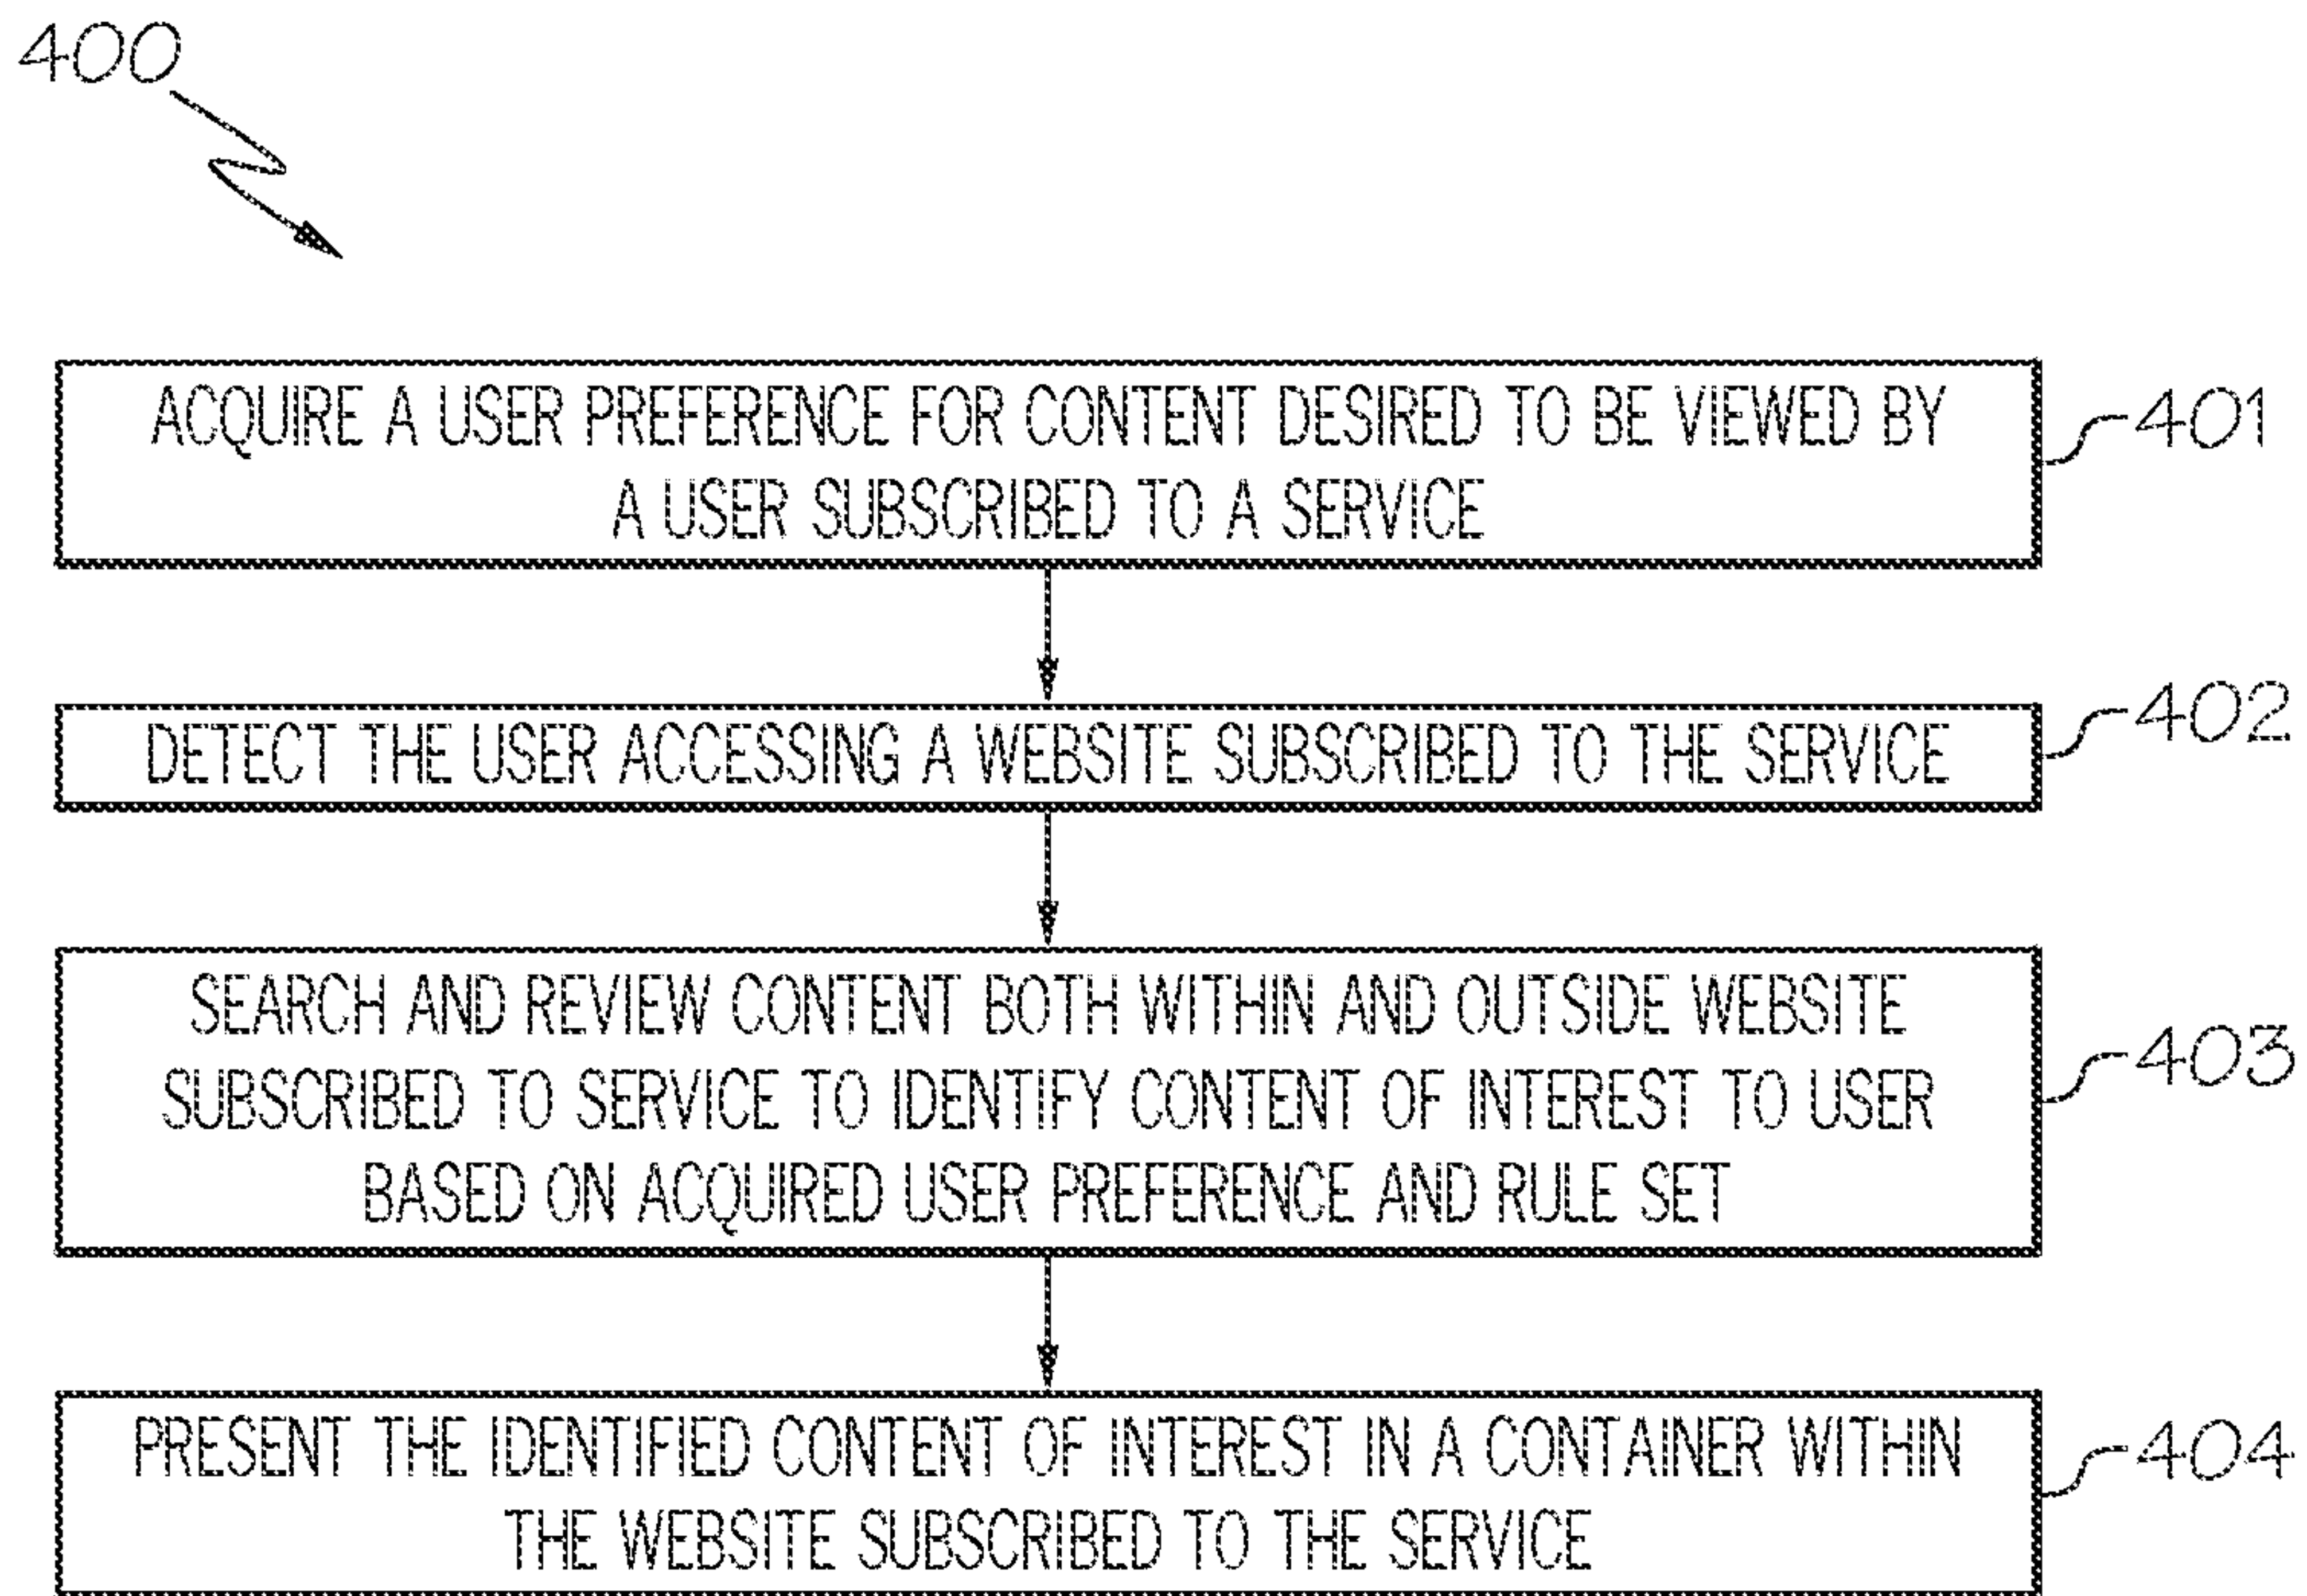 400
ACQUIRE A USER PREFERENCE FOR CONTENT DESIRED TO BE VIEWED BY
A USER SUBSCRIBED TO A SERVICE
401
DETECT THE USER ACCESSING A WEBSITE SUBSCRIBED TO THE SERVICE
402
SEARCH AND REVIEW CONTENT BOTH WITHIN AND OUTSIDE WEBSITE
SUBSCRIBED TO SERVICE TO IDENTIFY CONTENT OF INTEREST TO USER
BASED ON ACQUIRED USER PREFERENCE AND RULE SET
403
PRESENT THE IDENTIFIED CONTENT OF INTEREST IN A CONTAINER WITHIN
THE WEBSITE SUBSCRIBED TO THE SERVICE
404